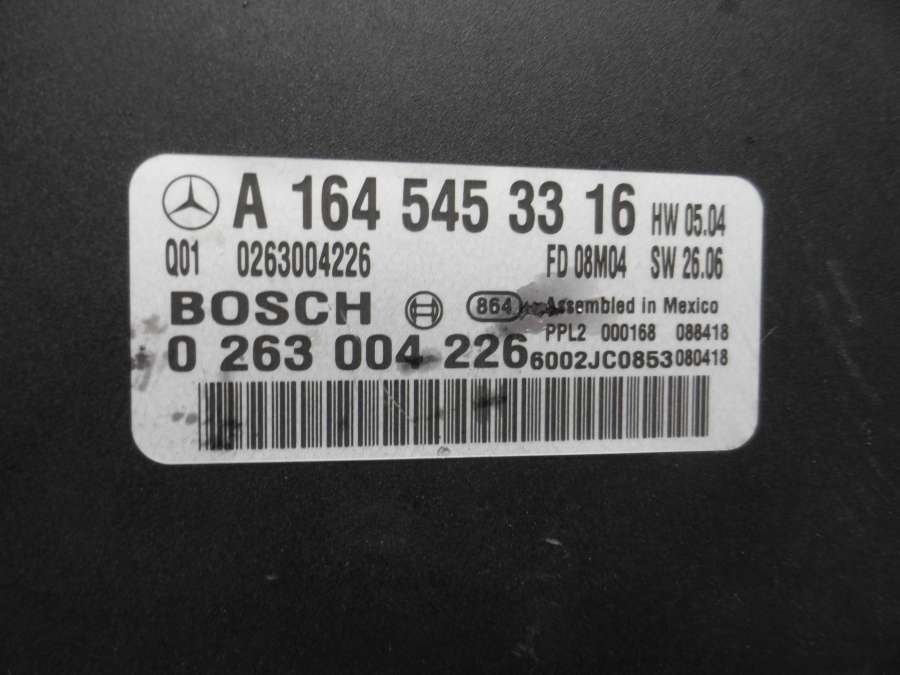 A 164 545 33 16 HW 05.04
Q01 0263004226 FD 08M04 SW 26.06
BOSCH 864 Assembled in Mexico
PPL2 000168 088418
0 263 004 226 6002JC0853 080418